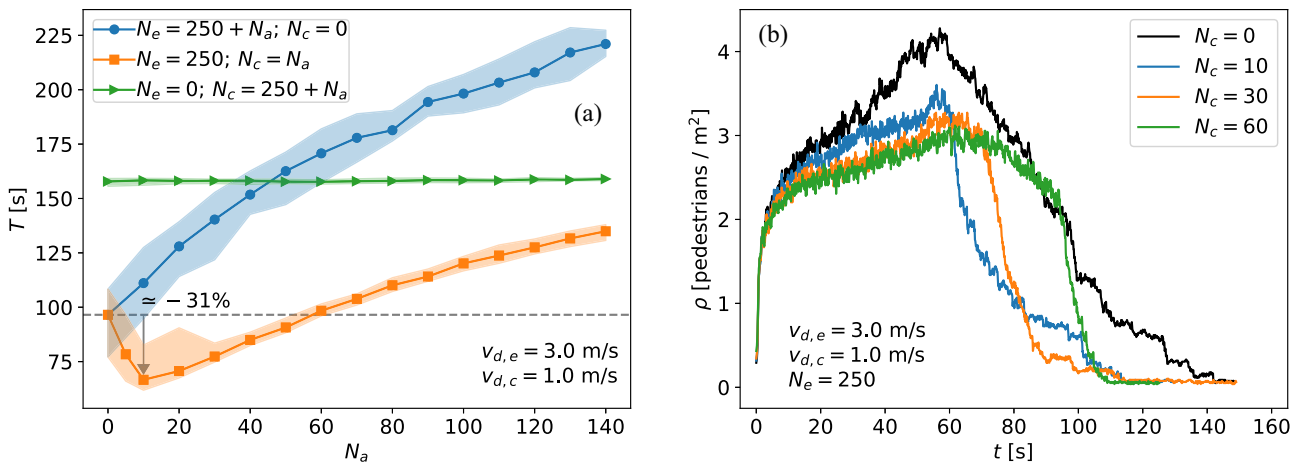 N_e = 250 + N_a; N_c = 0
N_e = 250; N_c = N_a
N_e = 0; N_c = 250 + N_a
(a)
≃ −31%
v_{d,e} = 3.0 m/s
v_{d,c} = 1.0 m/s
225
200
175
150
125
100
75
T [s]
0 20 40 60 80 100 120 140
N_a
(b)
N_c = 0
N_c = 10
N_c = 30
N_c = 60
v_{d,e} = 3.0 m/s
v_{d,c} = 1.0 m/s
N_e = 250
4
3
2
1
0
ρ [pedestrians / m²]
0 20 40 60 80 100 120 140 160
t [s]